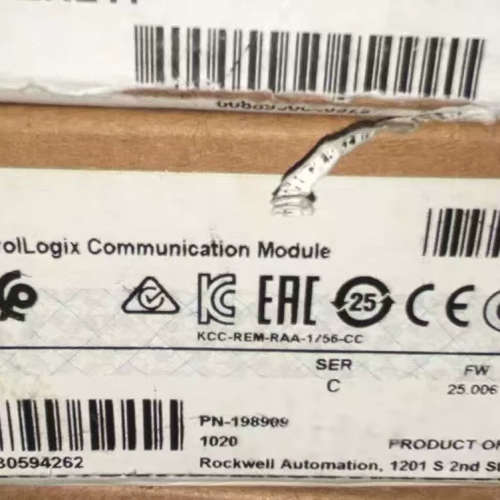 rolLogix Communication Module
KC EAC 25 CE
KCC-REM-RAA-1/56-CC
SER FW
C 25.006
PN-198909
1020 PRODUCT O
30594262 Rockwell Automation, 1201 S 2nd S